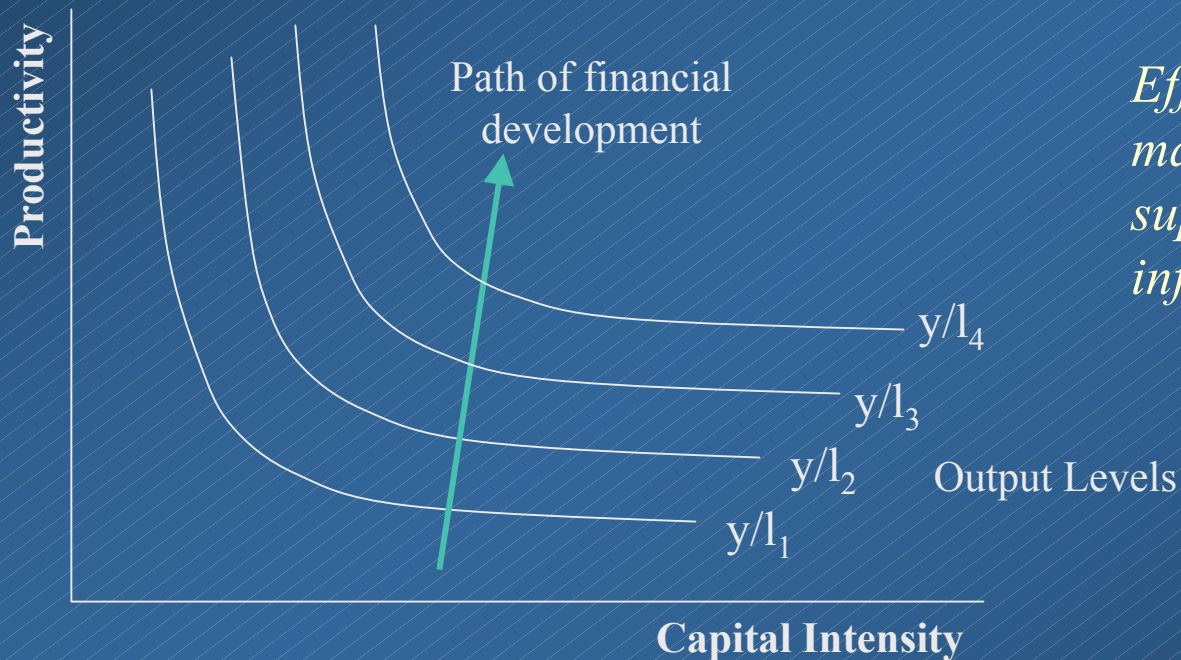 Productivity
Path of financial
development
y/l4
y/l3
y/l2
Output Levels
y/l1
Capital Intensity